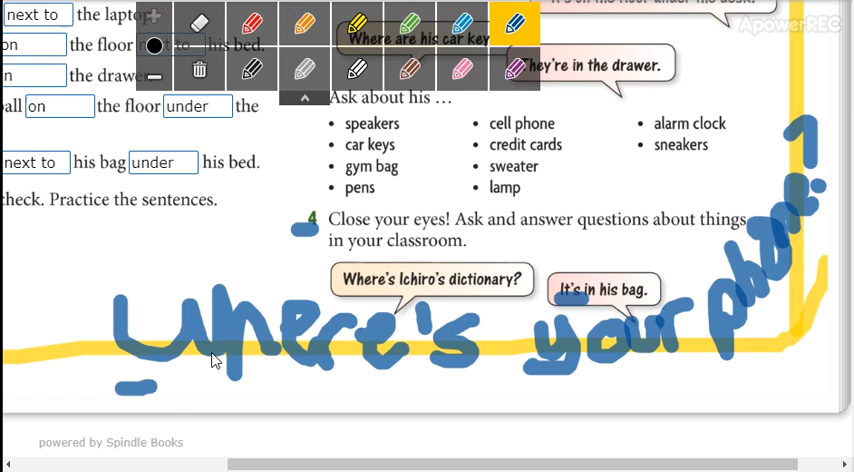 ApowerREC
next to the laptop
on the floor next to his bed.
the drawer
on the floor under the
next to his bag under his bed.
check. Practice the sentences.
Where are his car key
They're in the drawer.
Ask about his …
• speakers
• car keys
• gym bag
• pens
• cell phone
• credit cards
• sweater
• lamp
• alarm clock
• sneakers
4 Close your eyes! Ask and answer questions about things
in your classroom.
Where's Ichiro's dictionary?
It's in his bag.
Where's your phone?
powered by Spindle Books